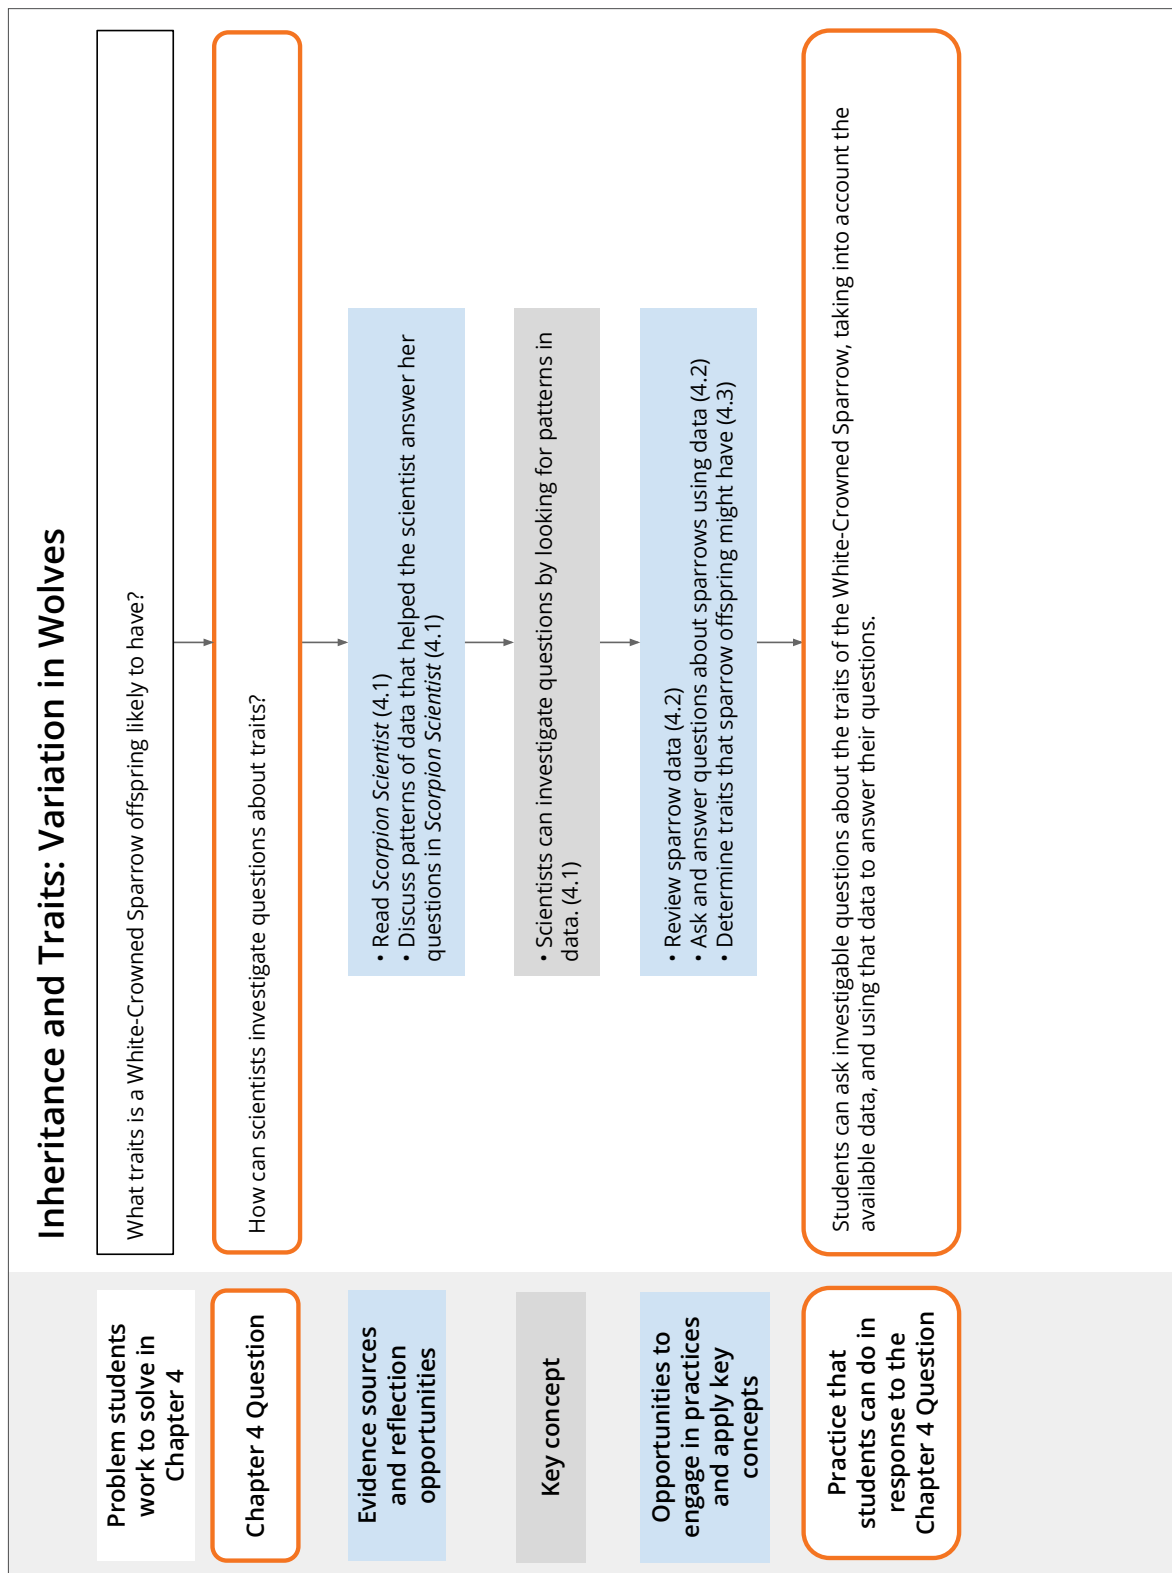 Inheritance and Traits: Variation in Wolves
Problem students
work to solve in
Chapter 4
What traits is a White-Crowned Sparrow offspring likely to have?
Chapter 4 Question
How can scientists investigate questions about traits?
Evidence sources
and reflection
opportunities
• Read Scorpion Scientist (4.1)
• Discuss patterns of data that helped the scientist answer her
questions in Scorpion Scientist (4.1)
Key concept
• Scientists can investigate questions by looking for patterns in
data. (4.1)
Opportunities to
engage in practices
and apply key
concepts
• Review sparrow data (4.2)
• Ask and answer questions about sparrows using data (4.2)
• Determine traits that sparrow offspring might have (4.3)
Practice that
students can do in
response to the
Chapter 4 Question
Students can ask investigable questions about the traits of the White-Crowned Sparrow, taking into account the
available data, and using that data to answer their questions.